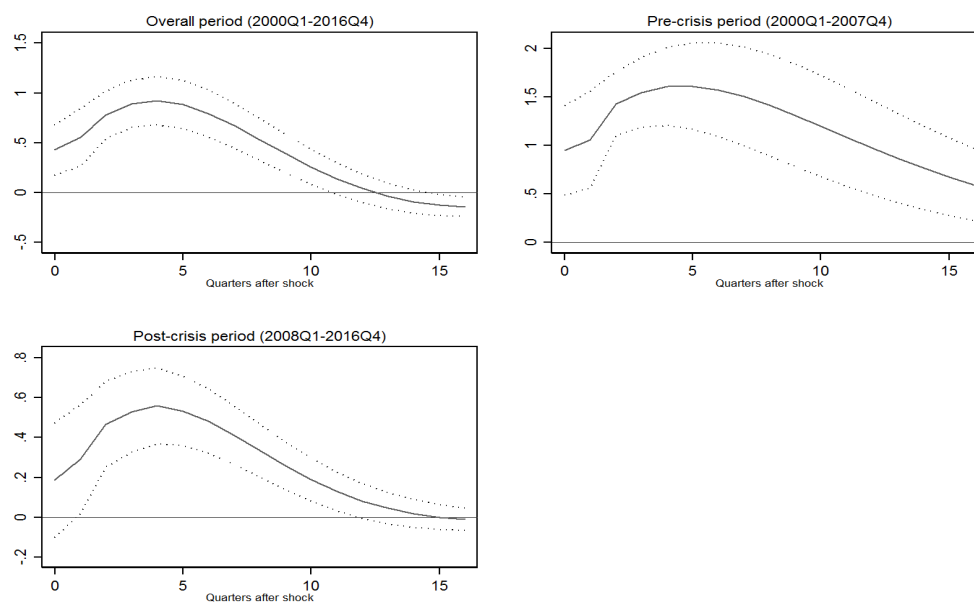 Overall period (2000Q1-2016Q4)
1.5
1
.5
0
-.5
0 5 10 15
Quarters after shock
Pre-crisis period (2000Q1-2007Q4)
2
1.5
1
.5
0
0 5 10 15
Quarters after shock
Post-crisis period (2008Q1-2016Q4)
.8
.6
.4
.2
0
-.2
0 5 10 15
Quarters after shock